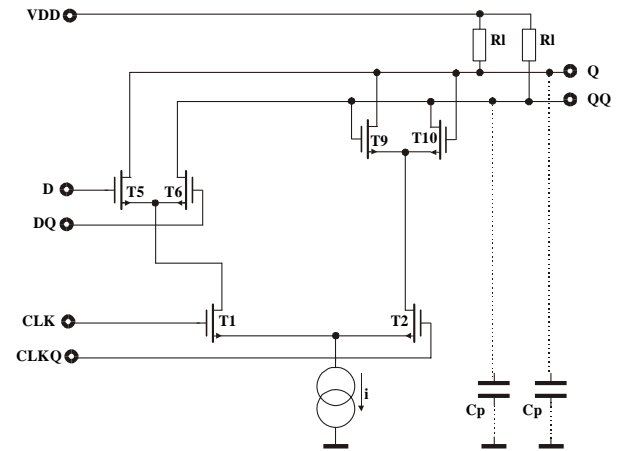 VDD
Rl Rl
Q
QQ
T9 T10
D
T5 T6
DQ
CLK
T1 T2
CLKQ
i
Cp Cp